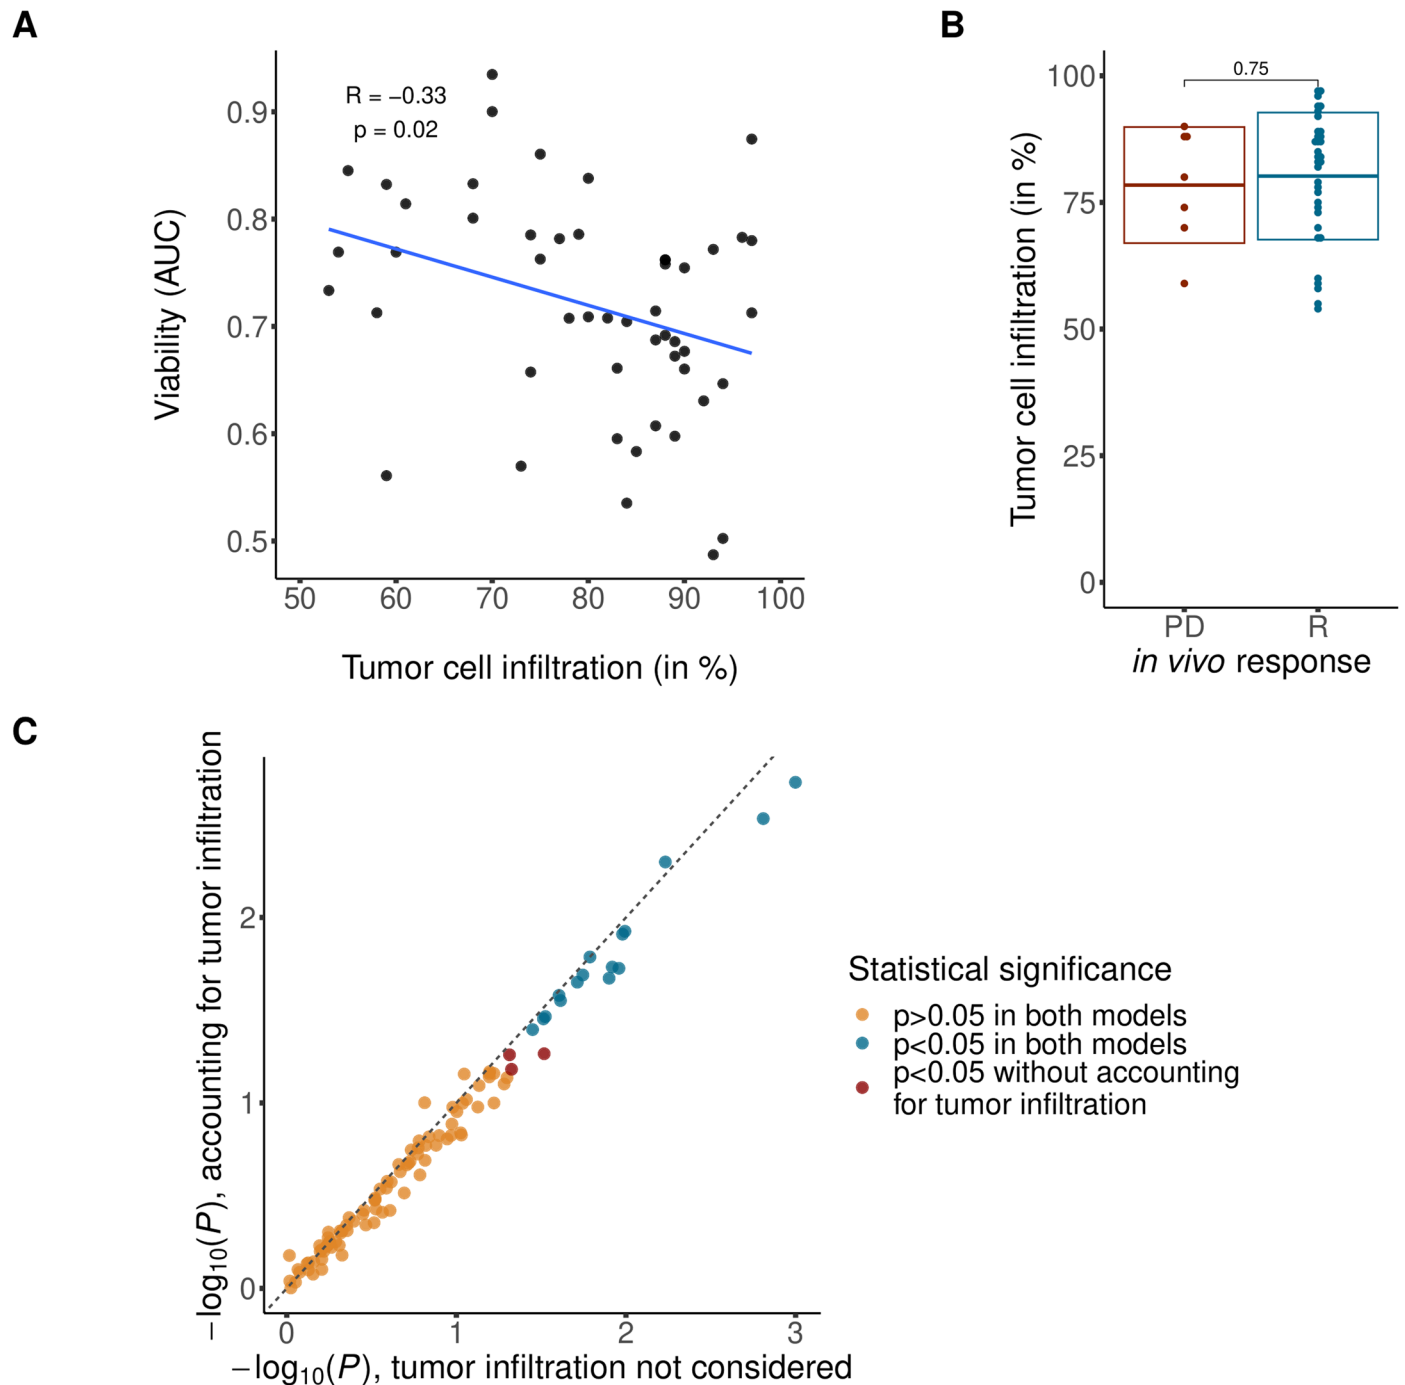 A
R = −0.33
p = 0.02
0.9
0.8
0.7
0.6
0.5
Viability (AUC)
50 60 70 80 90 100
Tumor cell infiltration (in %)
B
0.75
100
75
50
25
0
Tumor cell infiltration (in %)
PD R
in vivo response
C
−log10(P), accounting for tumor infiltration
2
1
0
0 1 2 3
−log10(P), tumor infiltration not considered
Statistical significance
p>0.05 in both models
p<0.05 in both models
p<0.05 without accounting
for tumor infiltration